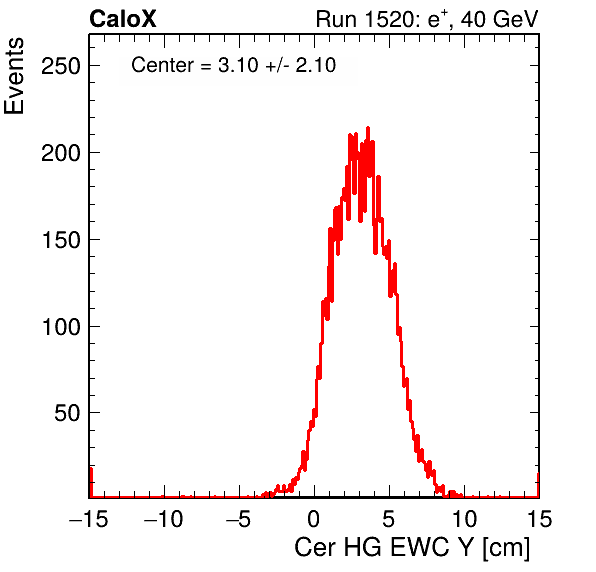 CaloX Run 1520: e⁺, 40 GeV
Events
Center = 3.10 +/- 2.10
250
200
150
100
50
−15 −10 −5 0 5 10 15
Cer HG EWC Y [cm]